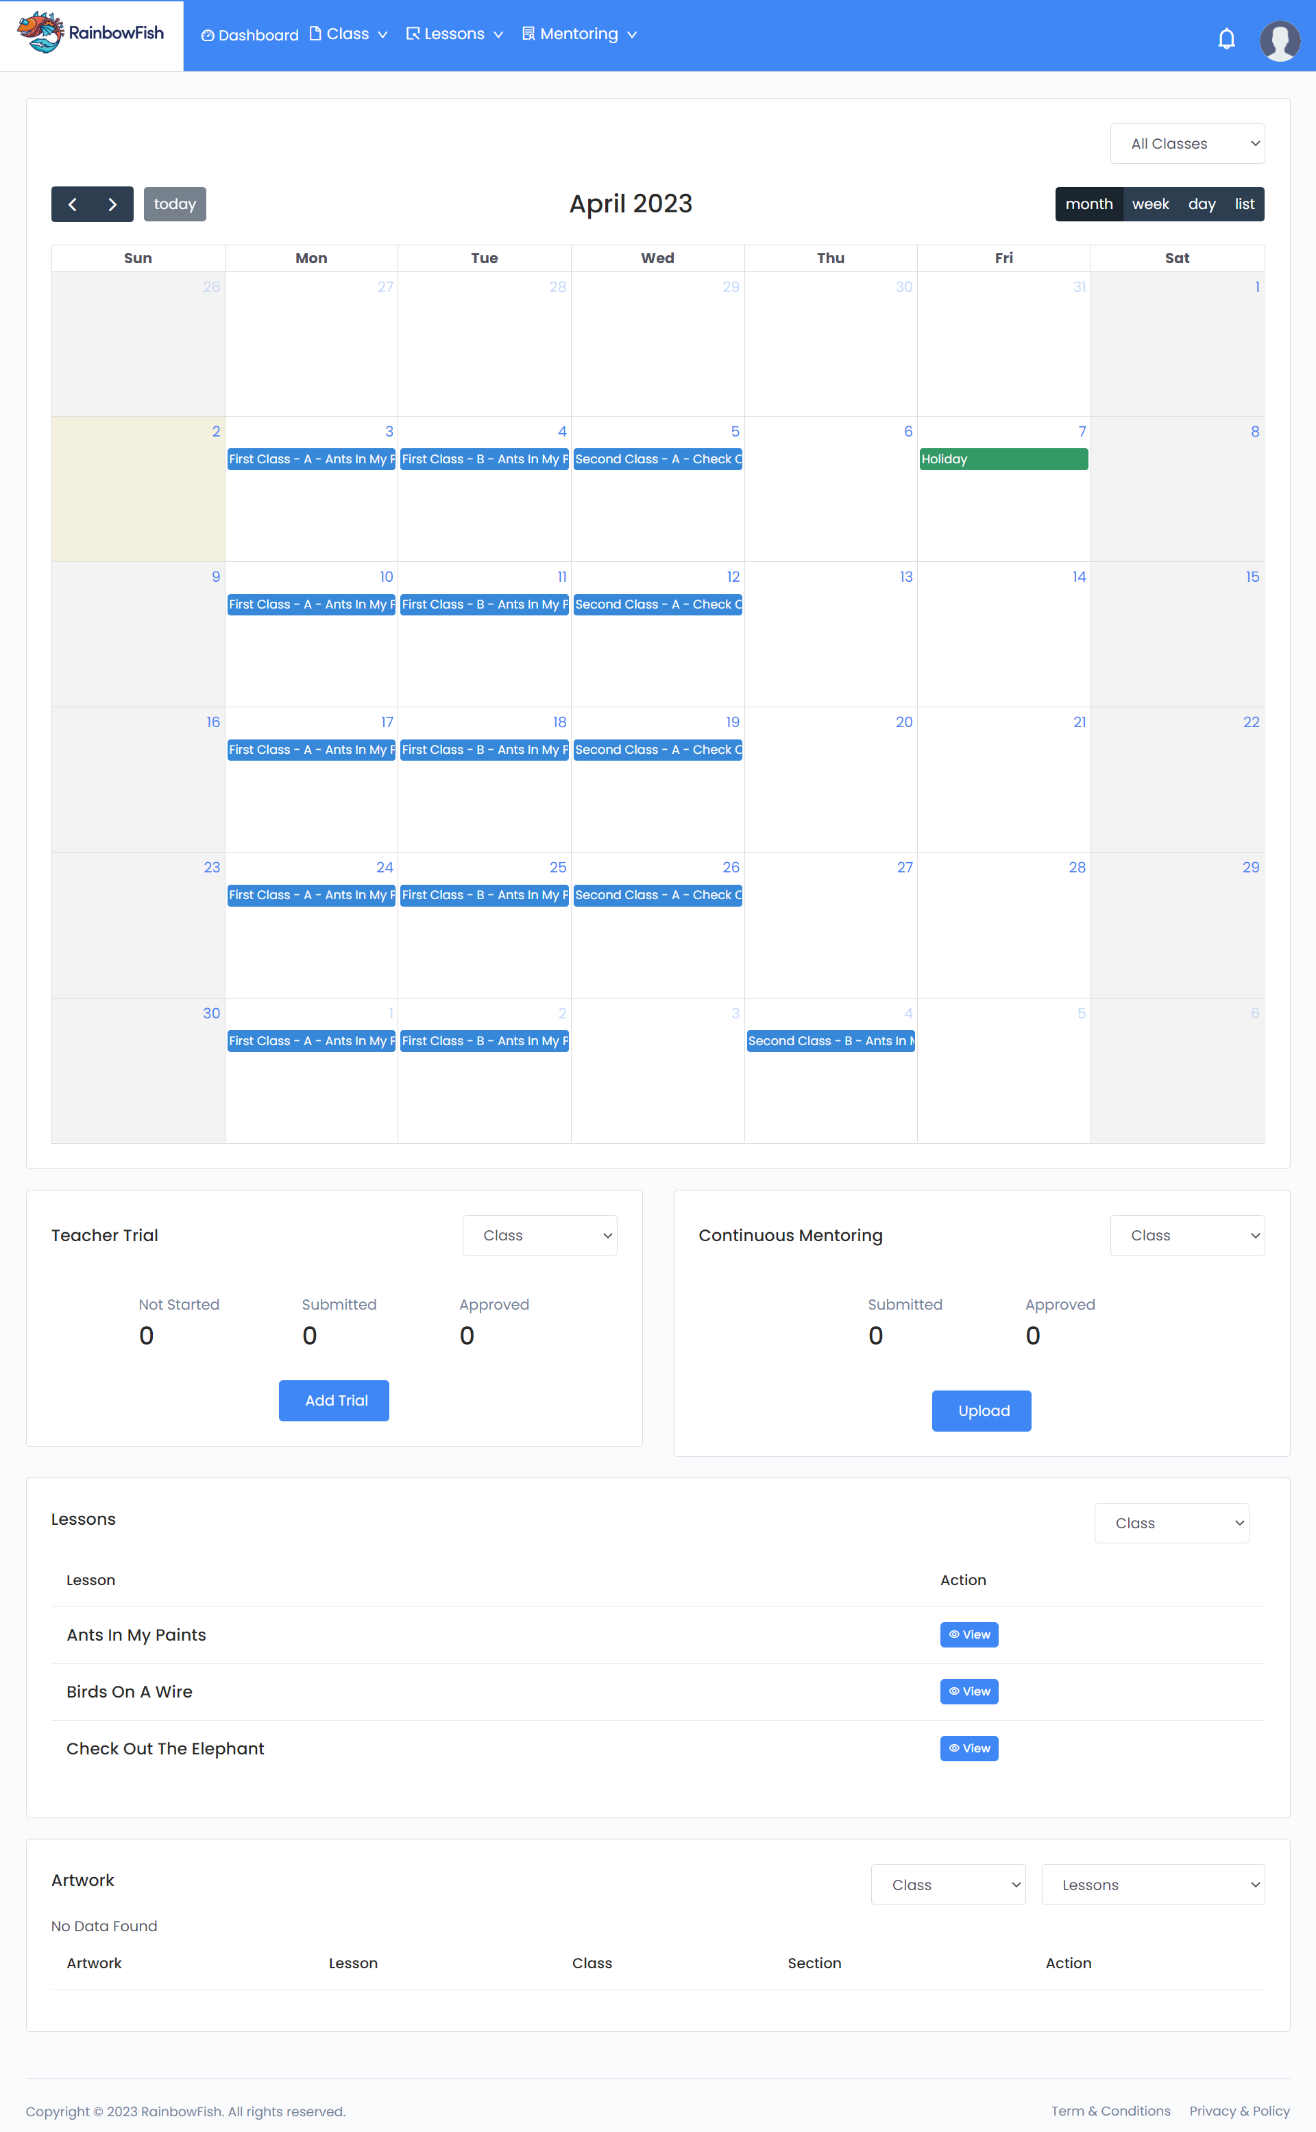 RainbowFish
Dashboard Class Lessons Mentoring
All Classes
today
April 2023
month week day list
Sun Mon Tue Wed Thu Fri Sat
26 27 28 29 30 31 1
2 3 4 5 6 7 8
First Class - A - Ants In My P First Class - B - Ants In My P Second Class - A - Check O Holiday
9 10 11 12 13 14 15
First Class - A - Ants In My P First Class - B - Ants In My P Second Class - A - Check O
16 17 18 19 20 21 22
First Class - A - Ants In My P First Class - B - Ants In My P Second Class - A - Check O
23 24 25 26 27 28 29
First Class - A - Ants In My P First Class - B - Ants In My P Second Class - A - Check O
30 1 2 3 4 5 6
First Class - A - Ants In My P First Class - B - Ants In My P Second Class - B - Ants In M
Teacher Trial
Class
Not Started Submitted Approved
0 0 0
Add Trial
Continuous Mentoring
Class
Submitted Approved
0 0
Upload
Lessons
Class
Lesson Action
Ants In My Paints View
Birds On A Wire View
Check Out The Elephant View
Artwork
Class Lessons
No Data Found
Artwork Lesson Class Section Action
Copyright © 2023 RainbowFish. All rights reserved.
Term & Conditions Privacy & Policy